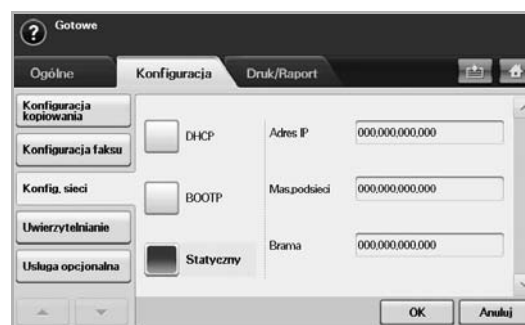 Gotowe
Ogólne Konfiguracja Druk/Raport
Konfiguracja
kopiowania
Konfiguracja faksu
Konfig. sieci
Uwierzytelnianie
Usługa opcjonalna
DHCP
BOOTP
Statyczny
Adres IP 000,000,000,000
Mas.podsieci 000,000,000,000
Brama 000,000,000,000
OK Anuluj